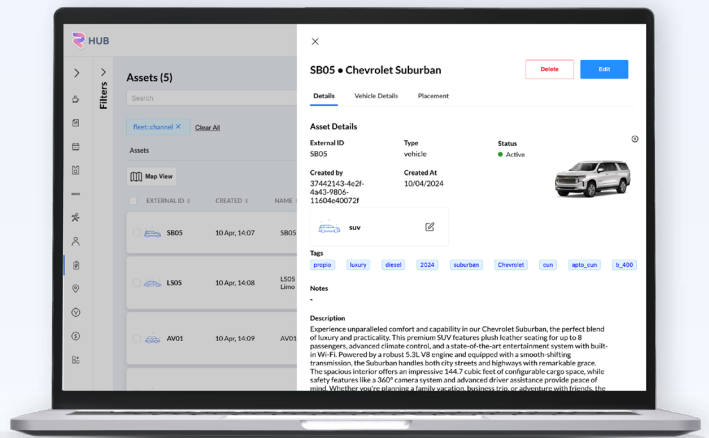 HUB
Filters
Assets (5)
Search
fleet::channel
Clear All
Assets
Map View
EXTERNAL ID
CREATED
NAME
SB05
10 Apr, 14:07
SB05
LS05
10 Apr, 14:08
LS05
Limo
AV01
10 Apr, 14:09
AV01
SB05 • Chevrolet Suburban
Delete
Edit
Details
Vehicle Details
Placement
Asset Details
External ID
SB05
Type
vehicle
Status
Active
Created by
37442143-4e2f-
4a43-9806-
11604e40072f
Created At
10/04/2024
suv
Tags
propio
luxury
diesel
2024
suburban
Chevrolet
cun
apto_cun
b_400
Notes
-
Description
Experience unparalleled comfort and capability in our Chevrolet Suburban, the perfect blend
of luxury and practicality. This premium SUV features plush leather seating for up to 8
passengers, advanced climate control, and a state-of-the-art entertainment system with built-
in Wi-Fi. Powered by a robust 5.3L V8 engine and equipped with a smooth-shifting
transmission, the Suburban handles both city streets and highways with remarkable grace.
The spacious interior offers an impressive 144.7 cubic feet of configurable cargo space, while
safety features like a 360° camera system and advanced driver assistance provide peace of
mind. Whether you're planning a family vacation, business trip, or adventure with friends, the